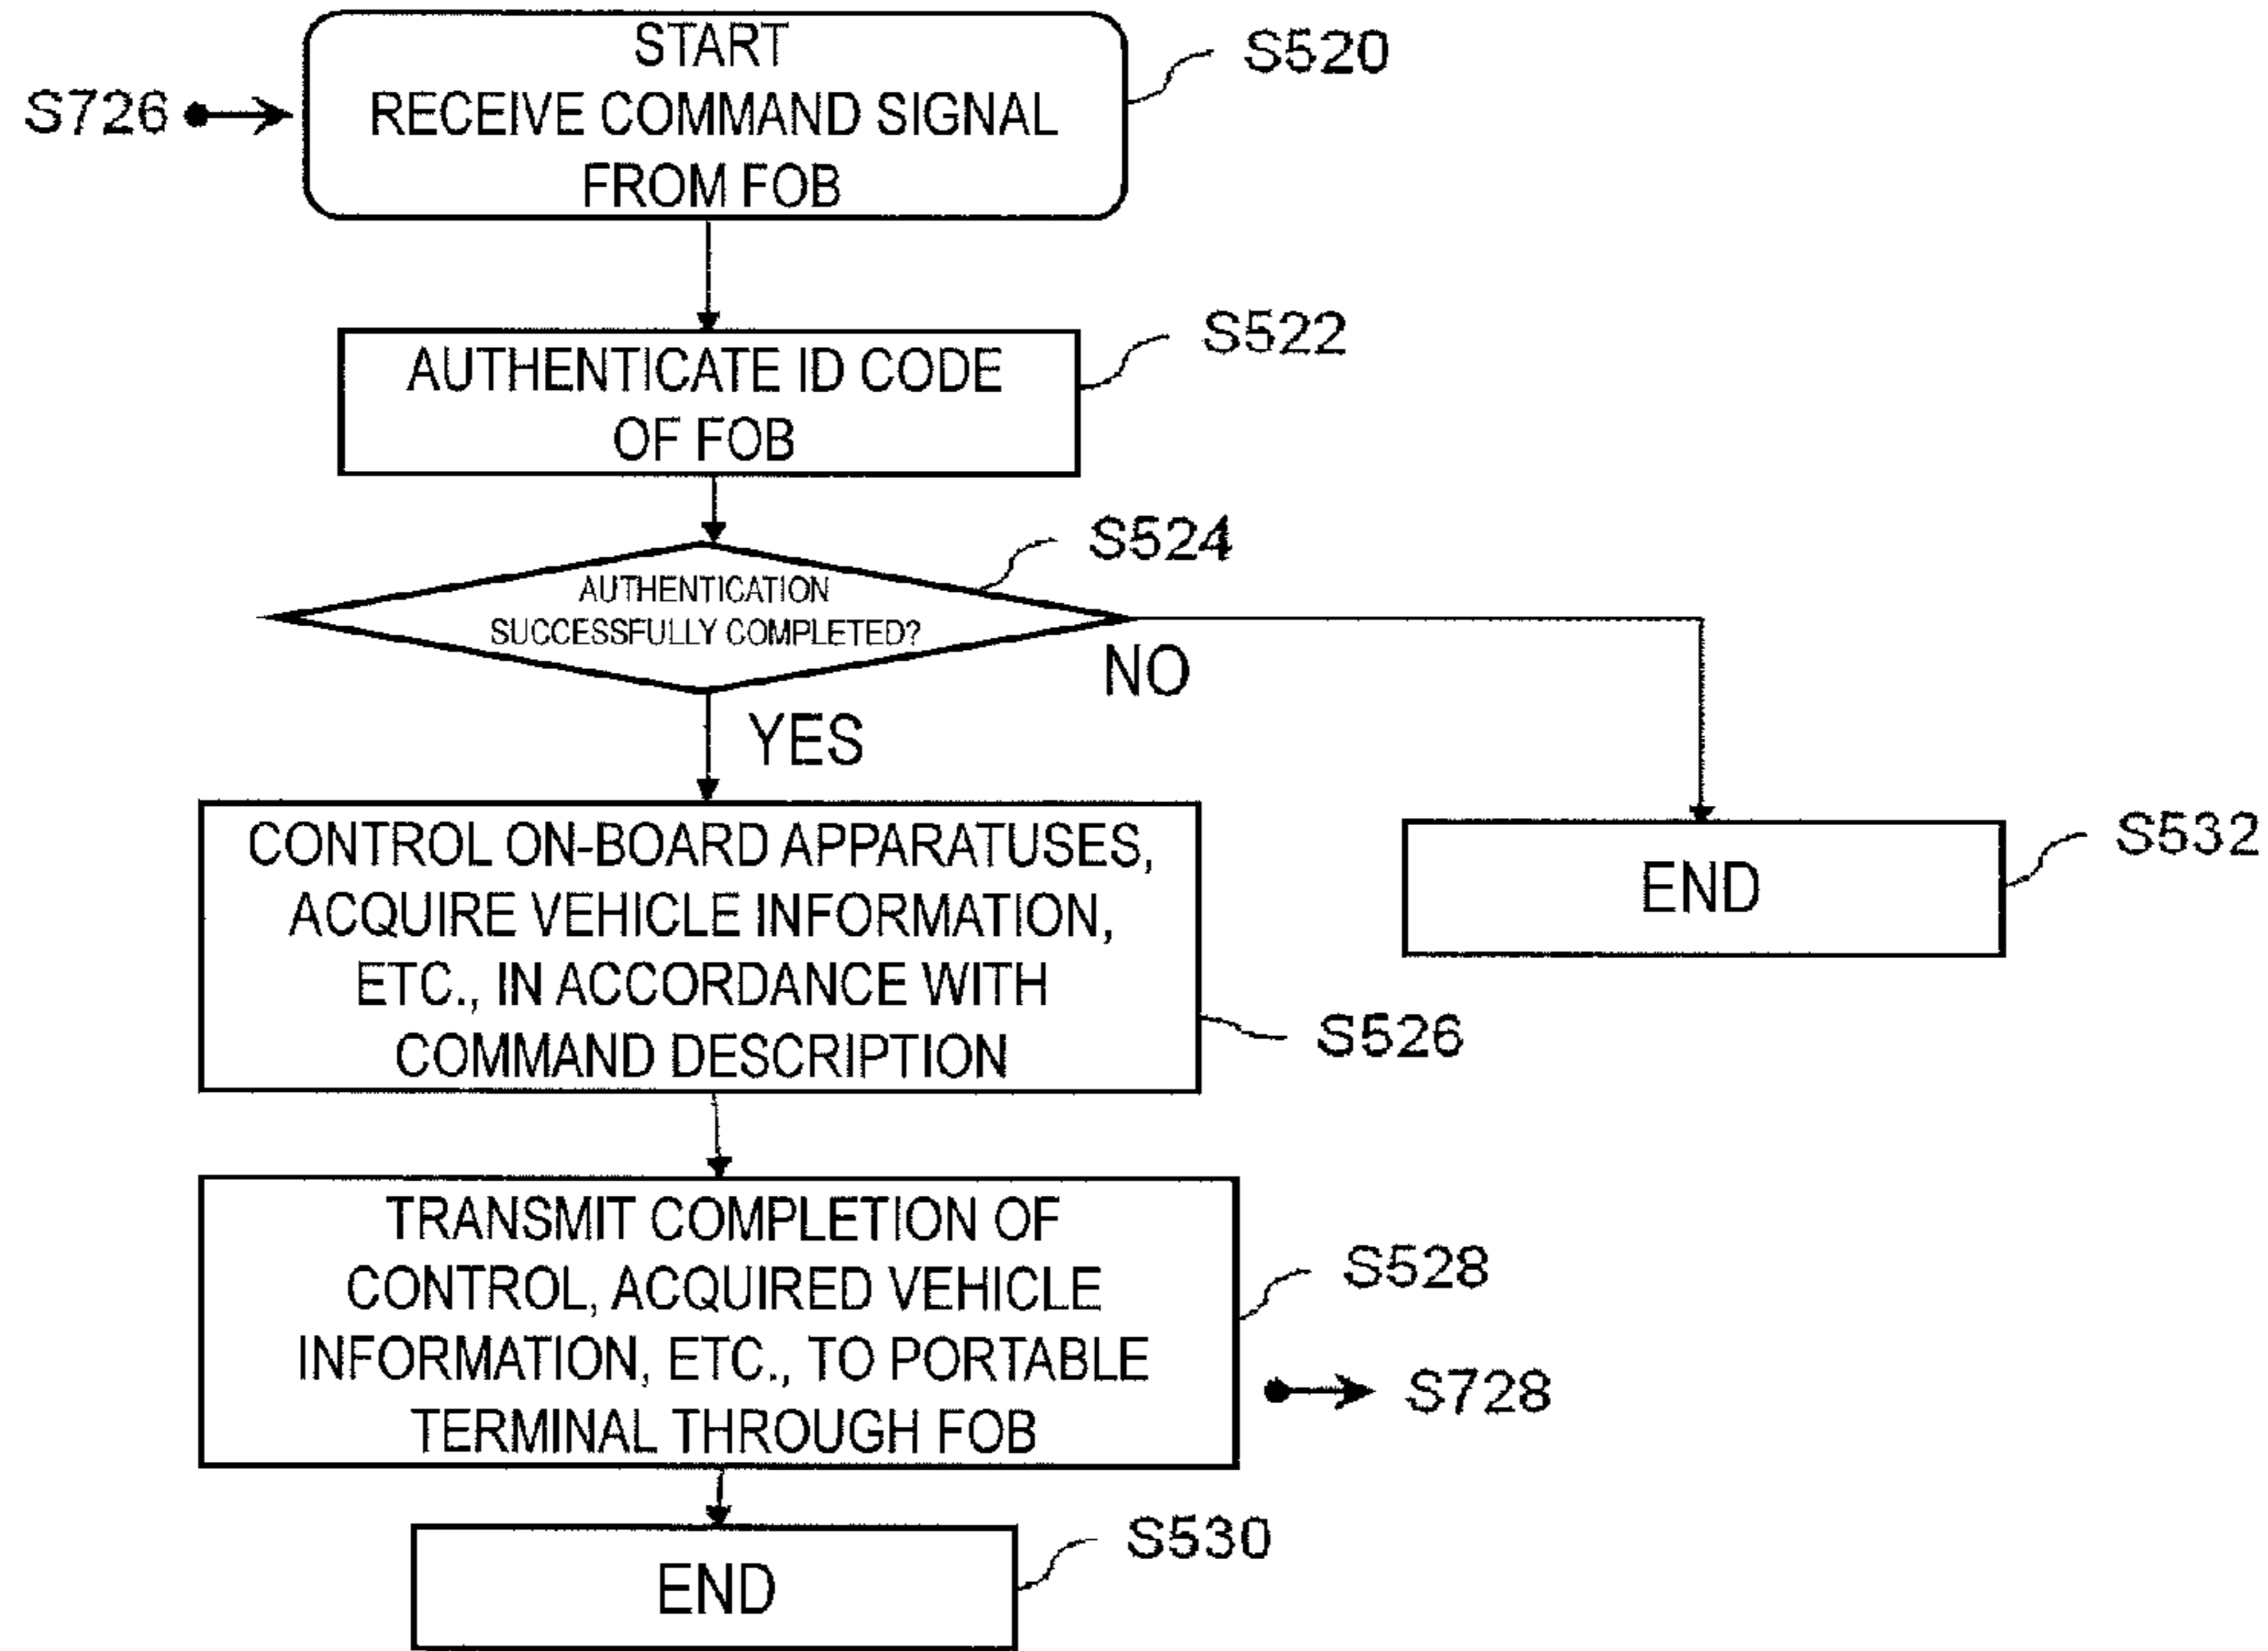 START
RECEIVE COMMAND SIGNAL
FROM FOB
S520
S726
AUTHENTICATE ID CODE
OF FOB
S522
AUTHENTICATION
SUCCESSFULLY COMPLETED?
S524
NO
YES
CONTROL ON-BOARD APPARATUSES,
ACQUIRE VEHICLE INFORMATION,
ETC., IN ACCORDANCE WITH
COMMAND DESCRIPTION
S526
END
S532
TRANSMIT COMPLETION OF
CONTROL, ACQUIRED VEHICLE
INFORMATION, ETC., TO PORTABLE
TERMINAL THROUGH FOB
S528
S728
END
S530